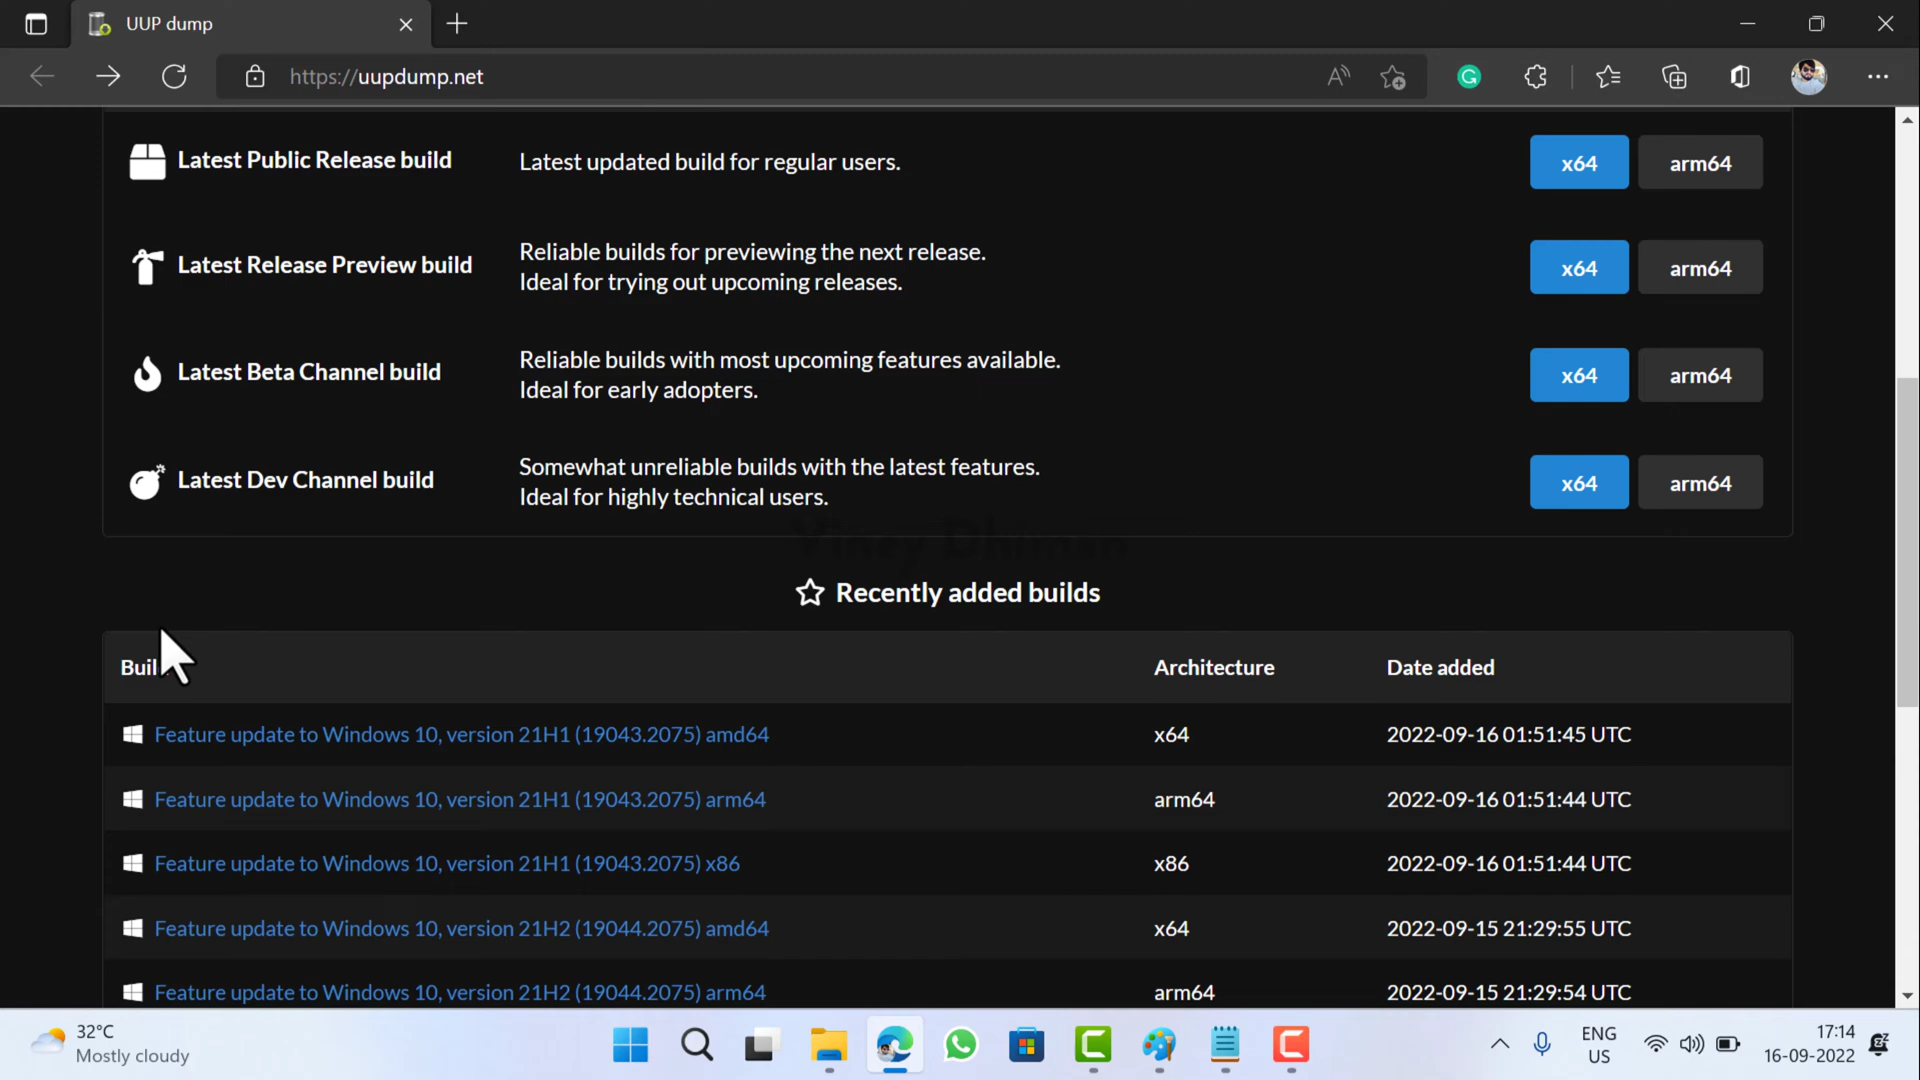 UUP dump
https://uupdump.net
Latest Public Release build
Latest updated build for regular users.
x64
arm64
Latest Release Preview build
Reliable builds for previewing the next release.
Ideal for trying out upcoming releases.
x64
arm64
Latest Beta Channel build
Reliable builds with most upcoming features available.
Ideal for early adopters.
x64
arm64
Latest Dev Channel build
Somewhat unreliable builds with the latest features.
Ideal for highly technical users.
x64
arm64
Vinay Dhiman
Recently added builds
Architecture
Date added
Feature update to Windows 10, version 21H1 (19043.2075) amd64
x64
2022-09-16 01:51:45 UTC
Feature update to Windows 10, version 21H1 (19043.2075) arm64
arm64
2022-09-16 01:51:44 UTC
Feature update to Windows 10, version 21H1 (19043.2075) x86
x86
2022-09-16 01:51:44 UTC
Feature update to Windows 10, version 21H2 (19044.2075) amd64
x64
2022-09-15 21:29:55 UTC
Feature update to Windows 10, version 21H2 (19044.2075) arm64
arm64
2022-09-15 21:29:54 UTC
32°C
Mostly cloudy
ENG
US
17:14
16-09-2022